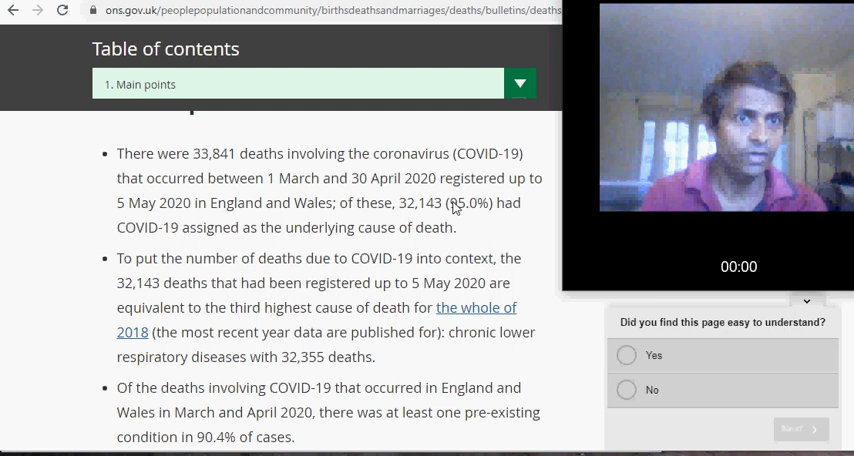 ons.gov.uk/peoplepopulationandcommunity/birthsdeathsandmarriages/deaths/bulletins/deaths
Table of contents
1. Main points
There were 33,841 deaths involving the coronavirus (COVID-19)
that occurred between 1 March and 30 April 2020 registered up to
5 May 2020 in England and Wales; of these, 32,143 (95.0%) had
COVID-19 assigned as the underlying cause of death.
To put the number of deaths due to COVID-19 into context, the
32,143 deaths that had been registered up to 5 May 2020 are
equivalent to the third highest cause of death for the whole of
2018 (the most recent year data are published for): chronic lower
respiratory diseases with 32,355 deaths.
Of the deaths involving COVID-19 that occurred in England and
Wales in March and April 2020, there was at least one pre-existing
condition in 90.4% of cases.
00:00
Did you find this page easy to understand?
Yes
No
Next